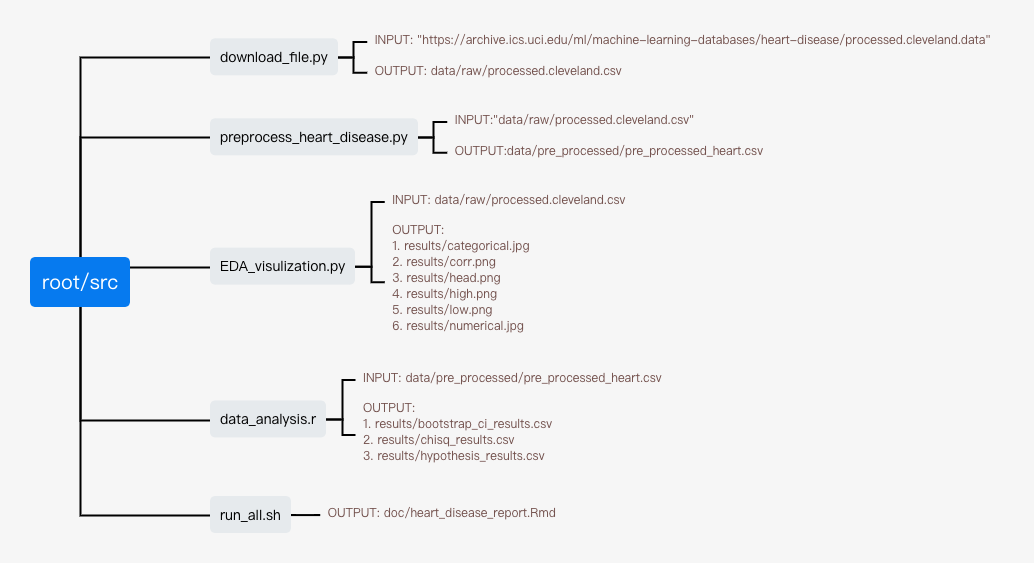 download_file.py
INPUT: "https://archive.ics.uci.edu/ml/machine-learning-databases/heart-disease/processed.cleveland.data"
OUTPUT: data/raw/processed.cleveland.csv
preprocess_heart_disease.py
INPUT:"data/raw/processed.cleveland.csv"
OUTPUT:data/pre_processed/pre_processed_heart.csv
root/src
EDA_visulization.py
INPUT: data/raw/processed.cleveland.csv
OUTPUT:
1. results/categorical.jpg
2. results/corr.png
3. results/head.png
4. results/high.png
5. results/low.png
6. results/numerical.jpg
data_analysis.r
INPUT: data/pre_processed/pre_processed_heart.csv
OUTPUT:
1. results/bootstrap_ci_results.csv
2. results/chisq_results.csv
3. results/hypothesis_results.csv
run_all.sh
OUTPUT: doc/heart_disease_report.Rmd